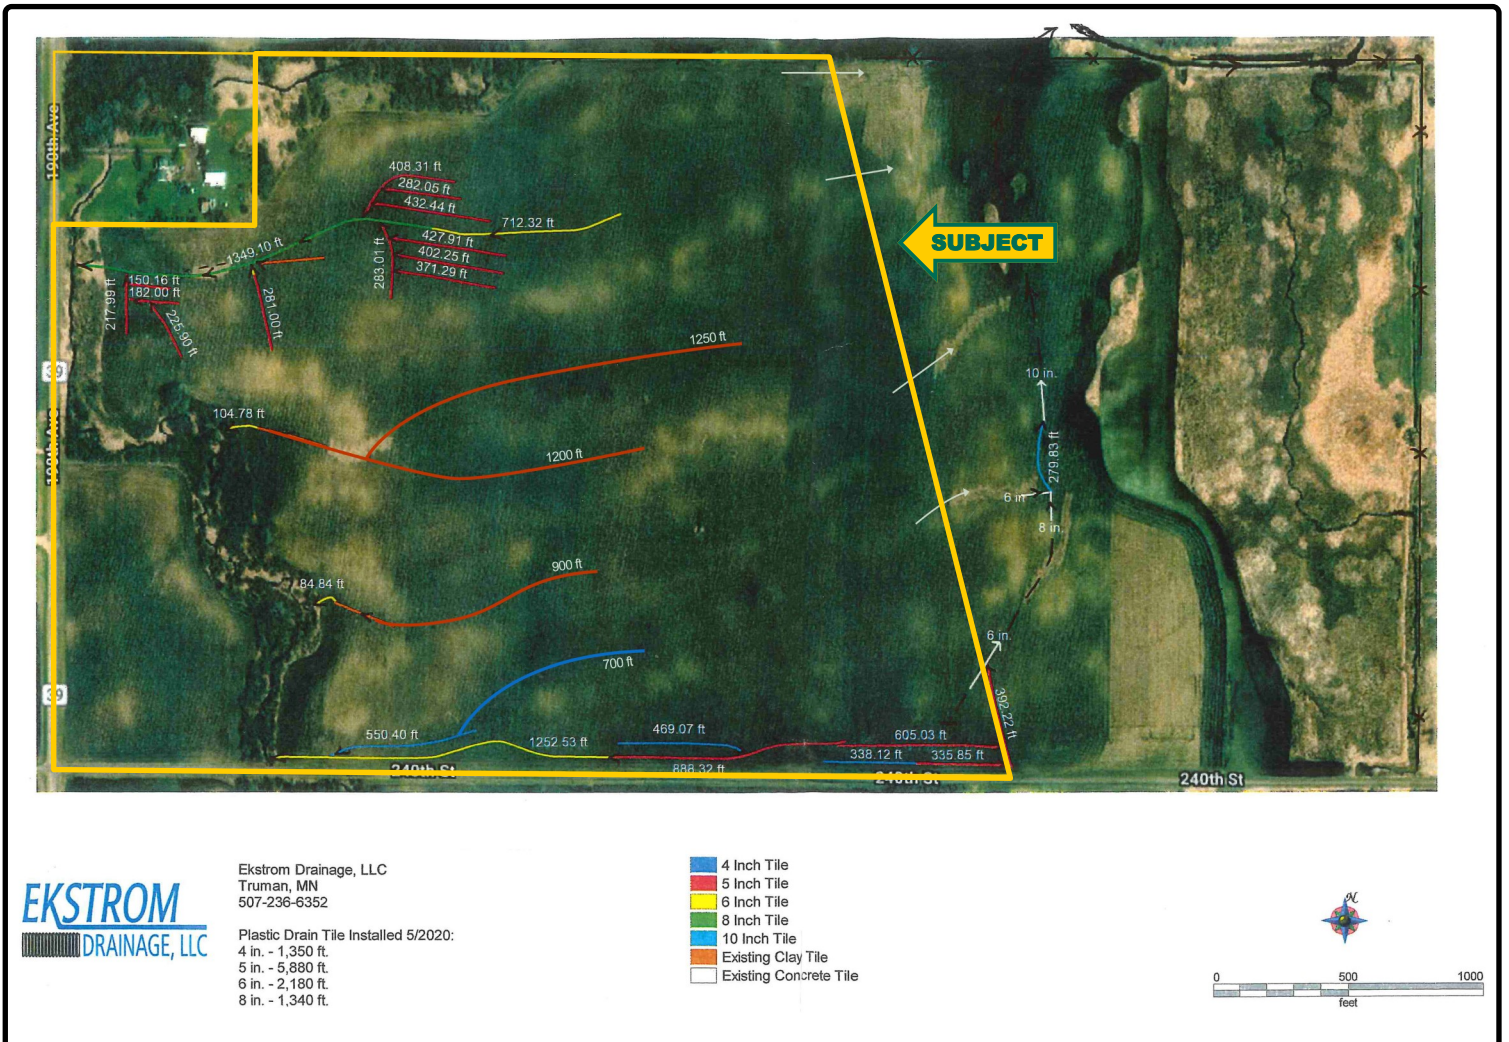 190th Ave
408.31 ft
282.05 ft
432.44 ft
712.32 ft
427.91 ft
402.25 ft
371.29 ft
283.01 ft
1349.10 ft
SUBJECT
150.16 ft
182.00 ft
217.99 ft
225.90 ft
281.00 ft
1250 ft
39
10 in.
104.78 ft
190th Ave
1200 ft
279.83 ft
6 in
8 in.
900 ft
84.84 ft
6 in.
700 ft
39
392.22 ft
550.40 ft
1252.53 ft
469.07 ft
605.03 ft
338.12 ft
335.85 ft
888.32 ft
240th St
240th St
240th St
EKSTROM
DRAINAGE, LLC
Ekstrom Drainage, LLC
Truman, MN
507-236-6352
Plastic Drain Tile Installed 5/2020:
4 in. - 1,350 ft.
5 in. - 5,880 ft.
6 in. - 2,180 ft.
8 in. - 1,340 ft.
4 Inch Tile
5 Inch Tile
6 Inch Tile
8 Inch Tile
10 Inch Tile
Existing Clay Tile
Existing Concrete Tile
N
0 500 1000
feet